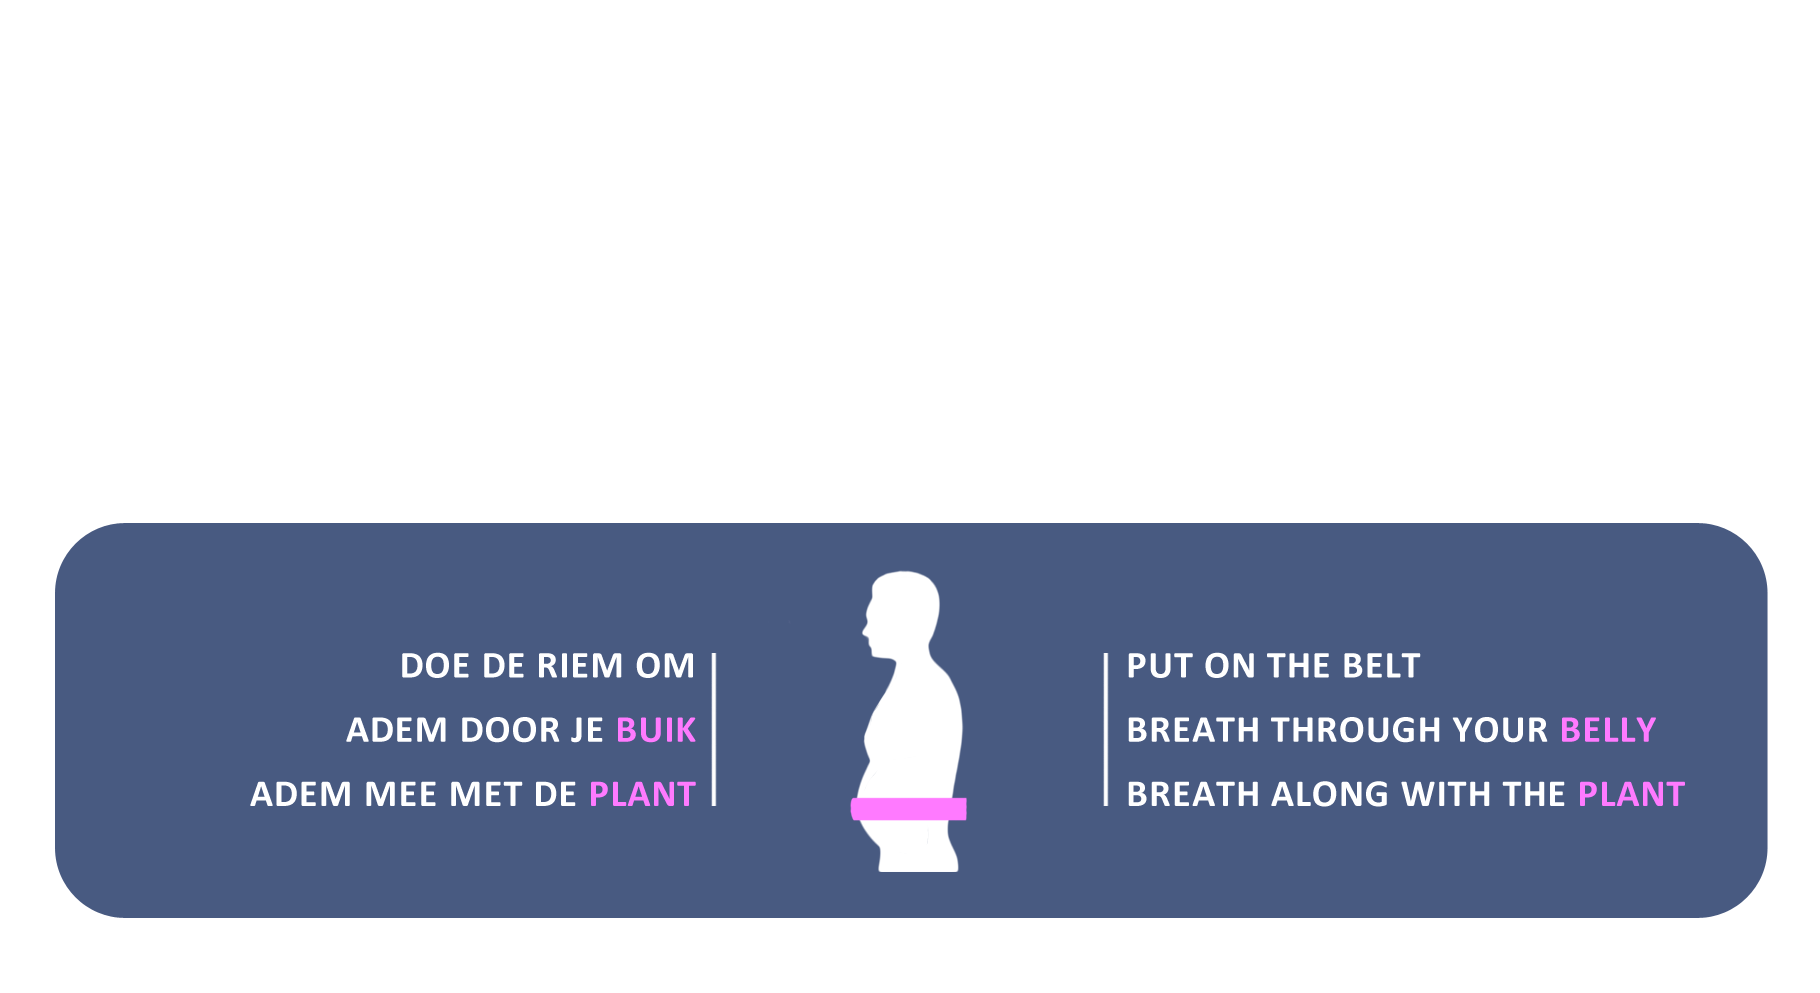 DOE DE RIEM OM
ADEM DOOR JE BUIK
ADEM MEE MET DE PLANT
PUT ON THE BELT
BREATH THROUGH YOUR BELLY
BREATH ALONG WITH THE PLANT